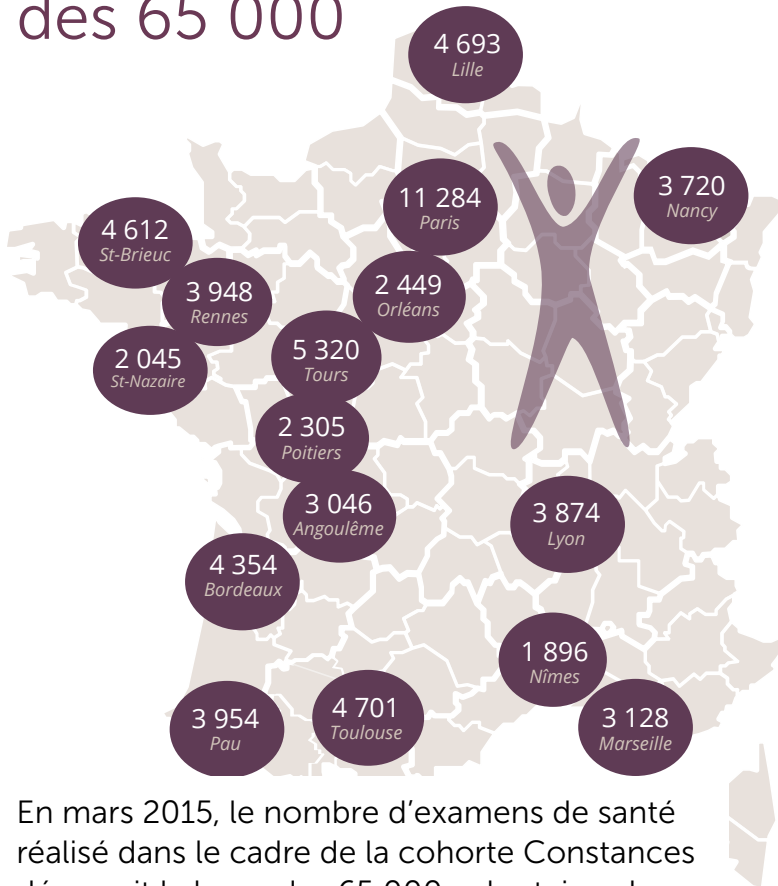 des 65 000
4 693
Lille
11 284
Paris
3 720
Nancy
4 612
St-Brieuc
3 948
Rennes
2 449
Orléans
2 045
St-Nazaire
5 320
Tours
2 305
Poitiers
3 046
Angoulême
3 874
Lyon
4 354
Bordeaux
1 896
Nîmes
3 954
Pau
4 701
Toulouse
3 128
Marseille
En mars 2015, le nombre d’examens de santé
réalisé dans le cadre de la cohorte Constances